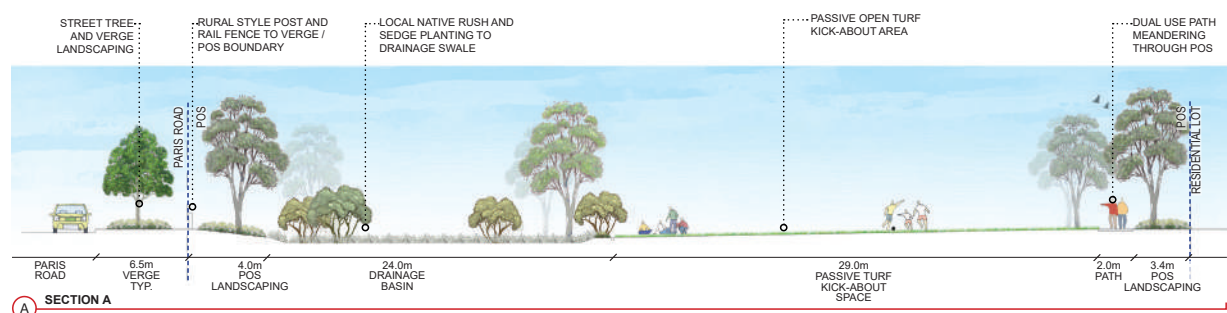 STREET TREE
AND VERGE
LANDSCAPING
RURAL STYLE POST AND
RAIL FENCE TO VERGE /
POS BOUNDARY
LOCAL NATIVE RUSH AND
SEDGE PLANTING TO
DRAINAGE SWALE
PASSIVE OPEN TURF
KICK-ABOUT AREA
DUAL USE PATH
MEANDERING
THROUGH POS
PARIS ROAD
POS
POS
RESIDENTIAL LOT
PARIS
ROAD
6.5m
VERGE
TYP.
4.0m
POS
LANDSCAPING
24.0m
DRAINAGE
BASIN
29.0m
PASSIVE TURF
KICK-ABOUT
SPACE
2.0m
PATH
3.4m
POS
LANDSCAPING
A
SECTION A